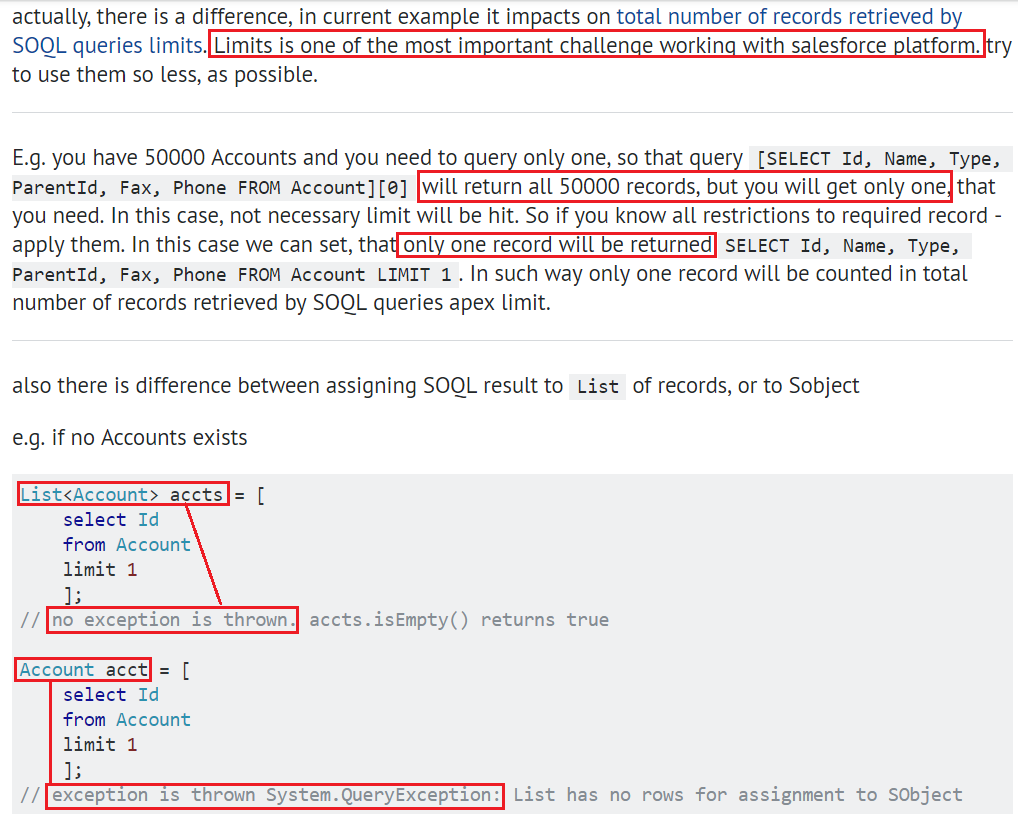 actually, there is a difference, in current example it impacts on total number of records retrieved by
SOQL queries limits. Limits is one of the most important challenge working with salesforce platform. try
to use them so less, as possible.
E.g. you have 50000 Accounts and you need to query only one, so that query [SELECT Id, Name, Type,
ParentId, Fax, Phone FROM Account][0] will return all 50000 records, but you will get only one, that
you need. In this case, not necessary limit will be hit. So if you know all restrictions to required record -
apply them. In this case we can set, that only one record will be returned SELECT Id, Name, Type,
ParentId, Fax, Phone FROM Account LIMIT 1. In such way only one record will be counted in total
number of records retrieved by SOQL queries apex limit.
also there is difference between assigning SOQL result to List of records, or to Sobject
e.g. if no Accounts exists
List<Account> accts = [
select Id
from Account
limit 1
];
// no exception is thrown. accts.isEmpty() returns true
Account acct = [
select Id
from Account
limit 1
];
// exception is thrown System.QueryException: List has no rows for assignment to SObject